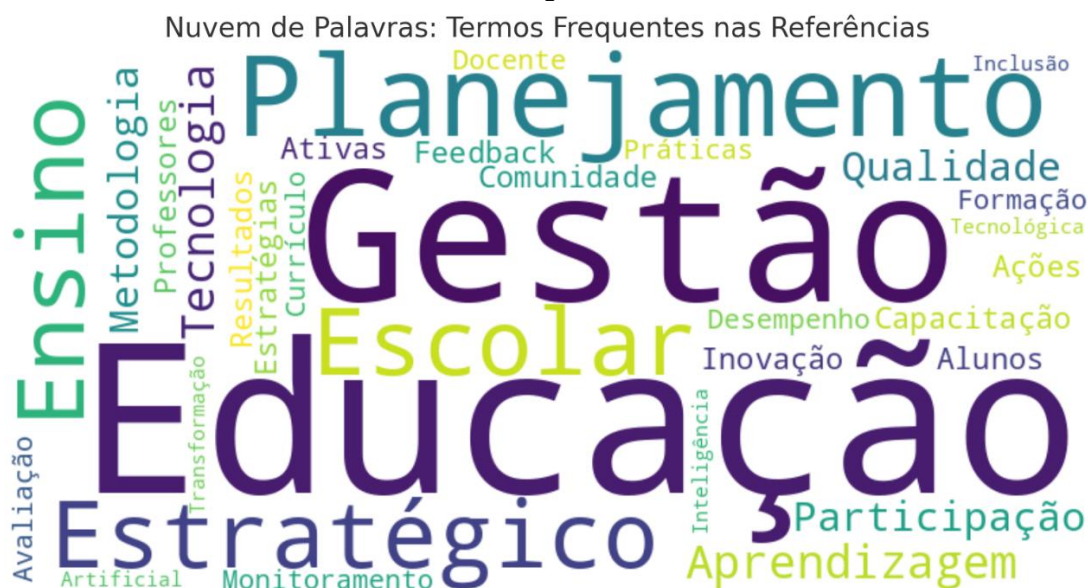 Nuvem de Palavras: Termos Frequentes nas Referências
Docente
Inclusão
Planejamento
Ensino
Metodologia
Professores
Tecnologia
Ativas
Feedback
Práticas
Comunidade
Qualidade
Resultados
Estratégias
Currículo
Gestão
Formação
Tecnológica
Ações
Escolar
Desempenho
Capacitação
Inovação
Alunos
Educação
Transformação
Inteligência
Avaliação
Estratégico
Participação
Aprendizagem
Artificial
Monitoramento